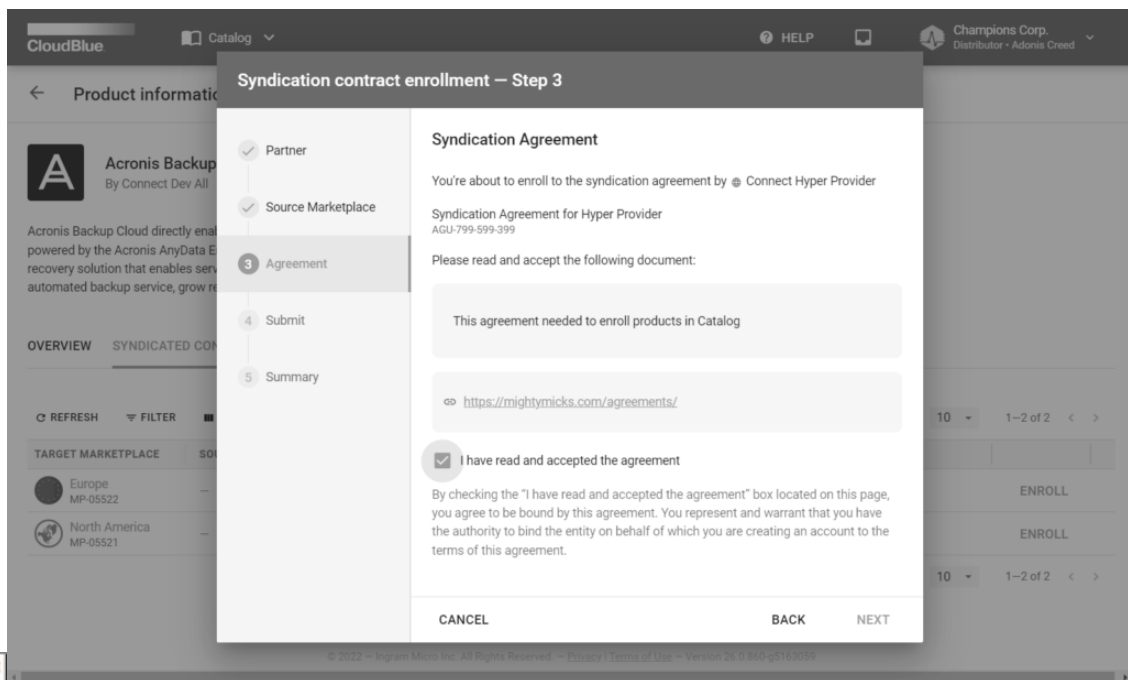 CloudBlue.
Catalog
HELP
Champions Corp.
Distributor • Adonis Creed
Product informatio
Syndication contract enrollment — Step 3
Acronis Backup
By Connect Dev All
Acronis Backup Cloud directly enal
powered by the Acronis AnyData E
recovery solution that enables serv
automated backup service, grow re
OVERVIEW SYNDICATED CON
REFRESH FILTER
10 1–2 of 2
TARGET MARKETPLACE SOU
Europe
MP-05522
—
ENROLL
North America
MP-05521
—
ENROLL
10 1–2 of 2
Partner
Source Marketplace
3 Agreement
4 Submit
5 Summary
Syndication Agreement
You're about to enroll to the syndication agreement by Connect Hyper Provider
Syndication Agreement for Hyper Provider
AGU-799-599-399
Please read and accept the following document:
This agreement needed to enroll products in Catalog
https://mightymicks.com/agreements/
I have read and accepted the agreement
By checking the "I have read and accepted the agreement" box located on this page,
you agree to be bound by this agreement. You represent and warrant that you have
the authority to bind the entity on behalf of which you are creating an account to the
terms of this agreement.
CANCEL BACK NEXT
© 2022 — Ingram Micro Inc. All Rights Reserved. — Privacy | Terms of Use — Version 26.0.860-g5163059